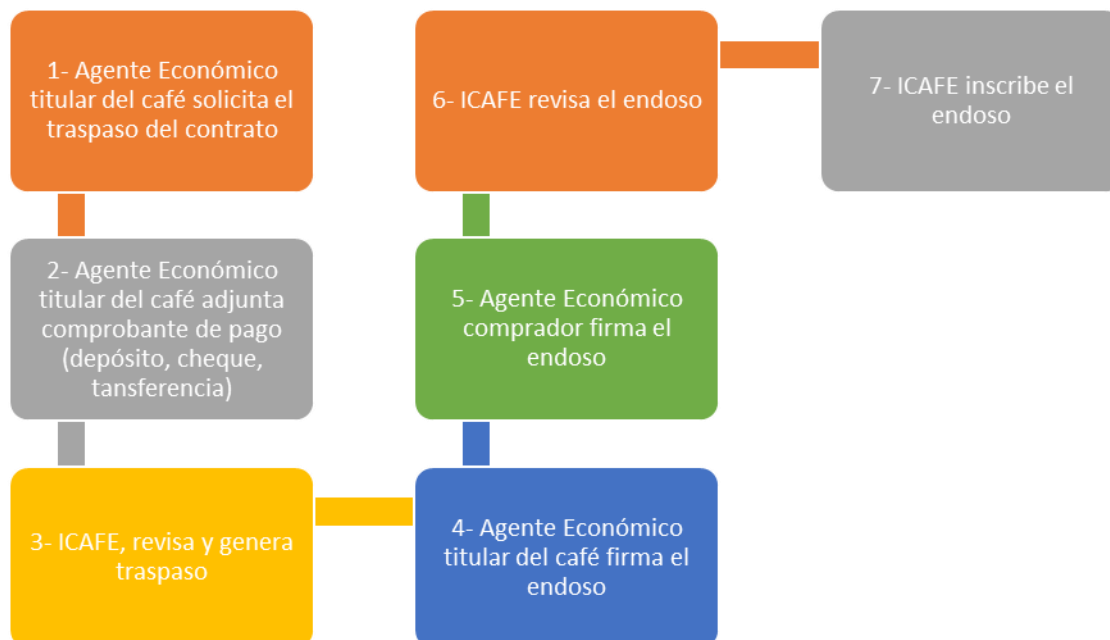 1- Agente Económico
titular del café solicita el
traspaso del contrato
2- Agente Económico
titular del café adjunta
comprobante de pago
(depósito, cheque,
tansferencia)
3- ICAFE, revisa y genera
traspaso
4- Agente Económico
titular del café firma el
endoso
5- Agente Económico
comprador firma el
endoso
6- ICAFE revisa el endoso
7- ICAFE inscribe el
endoso